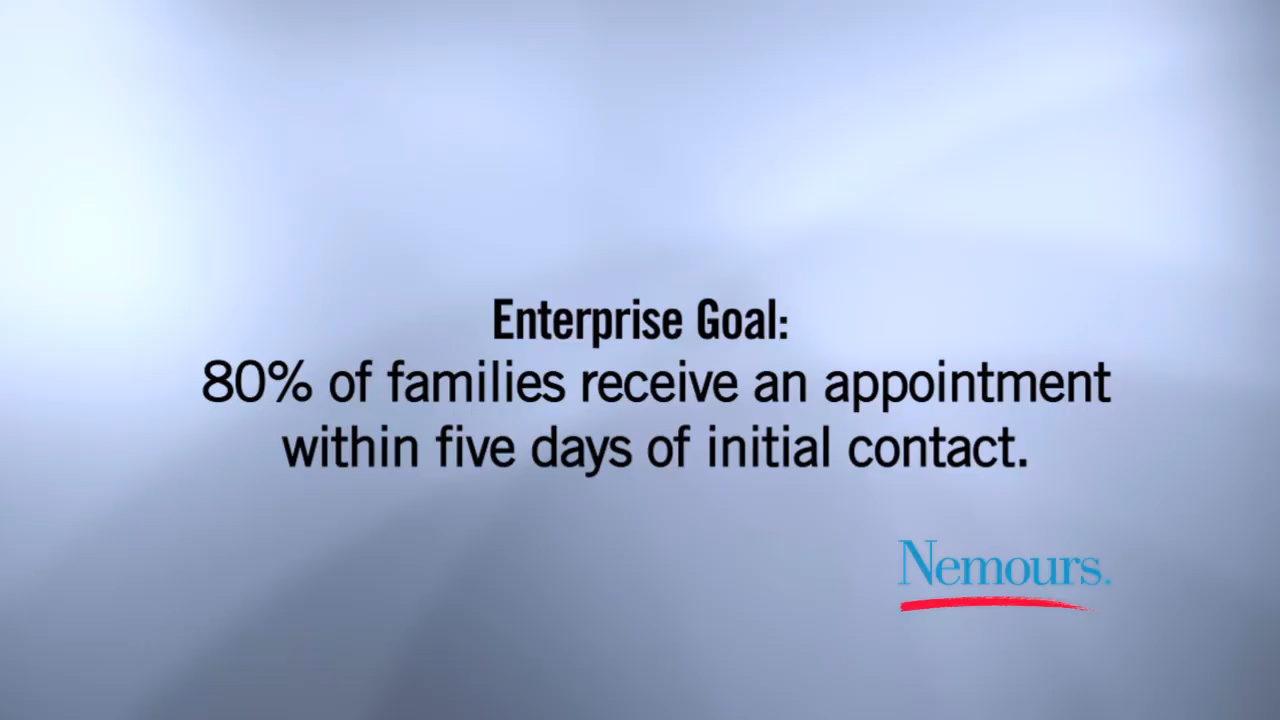 Enterprise Goal:
80% of families receive an appointment
within five days of initial contact.
Nemours.